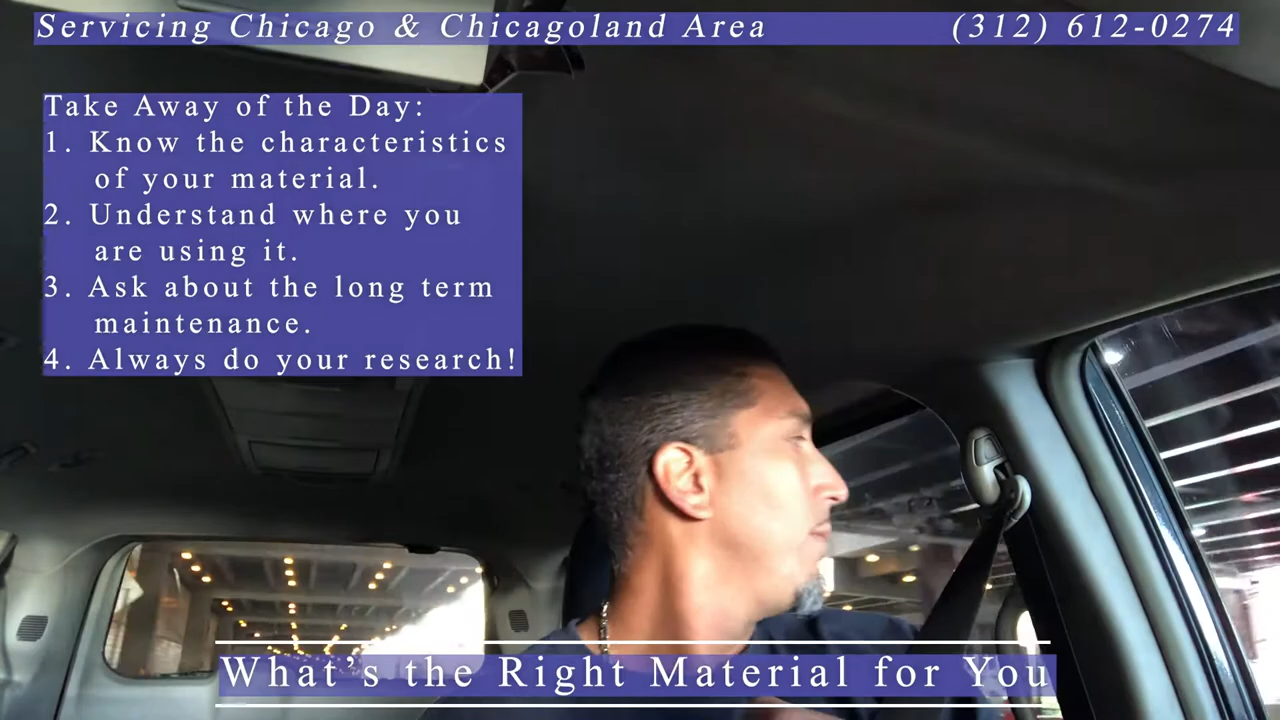 Servicing Chicago & Chicagoland Area (312) 612-0274
Take Away of the Day:
1. Know the characteristics
of your material.
2. Understand where you
are using it.
3. Ask about the long term
maintenance.
4. Always do your research!
What's the Right Material for You